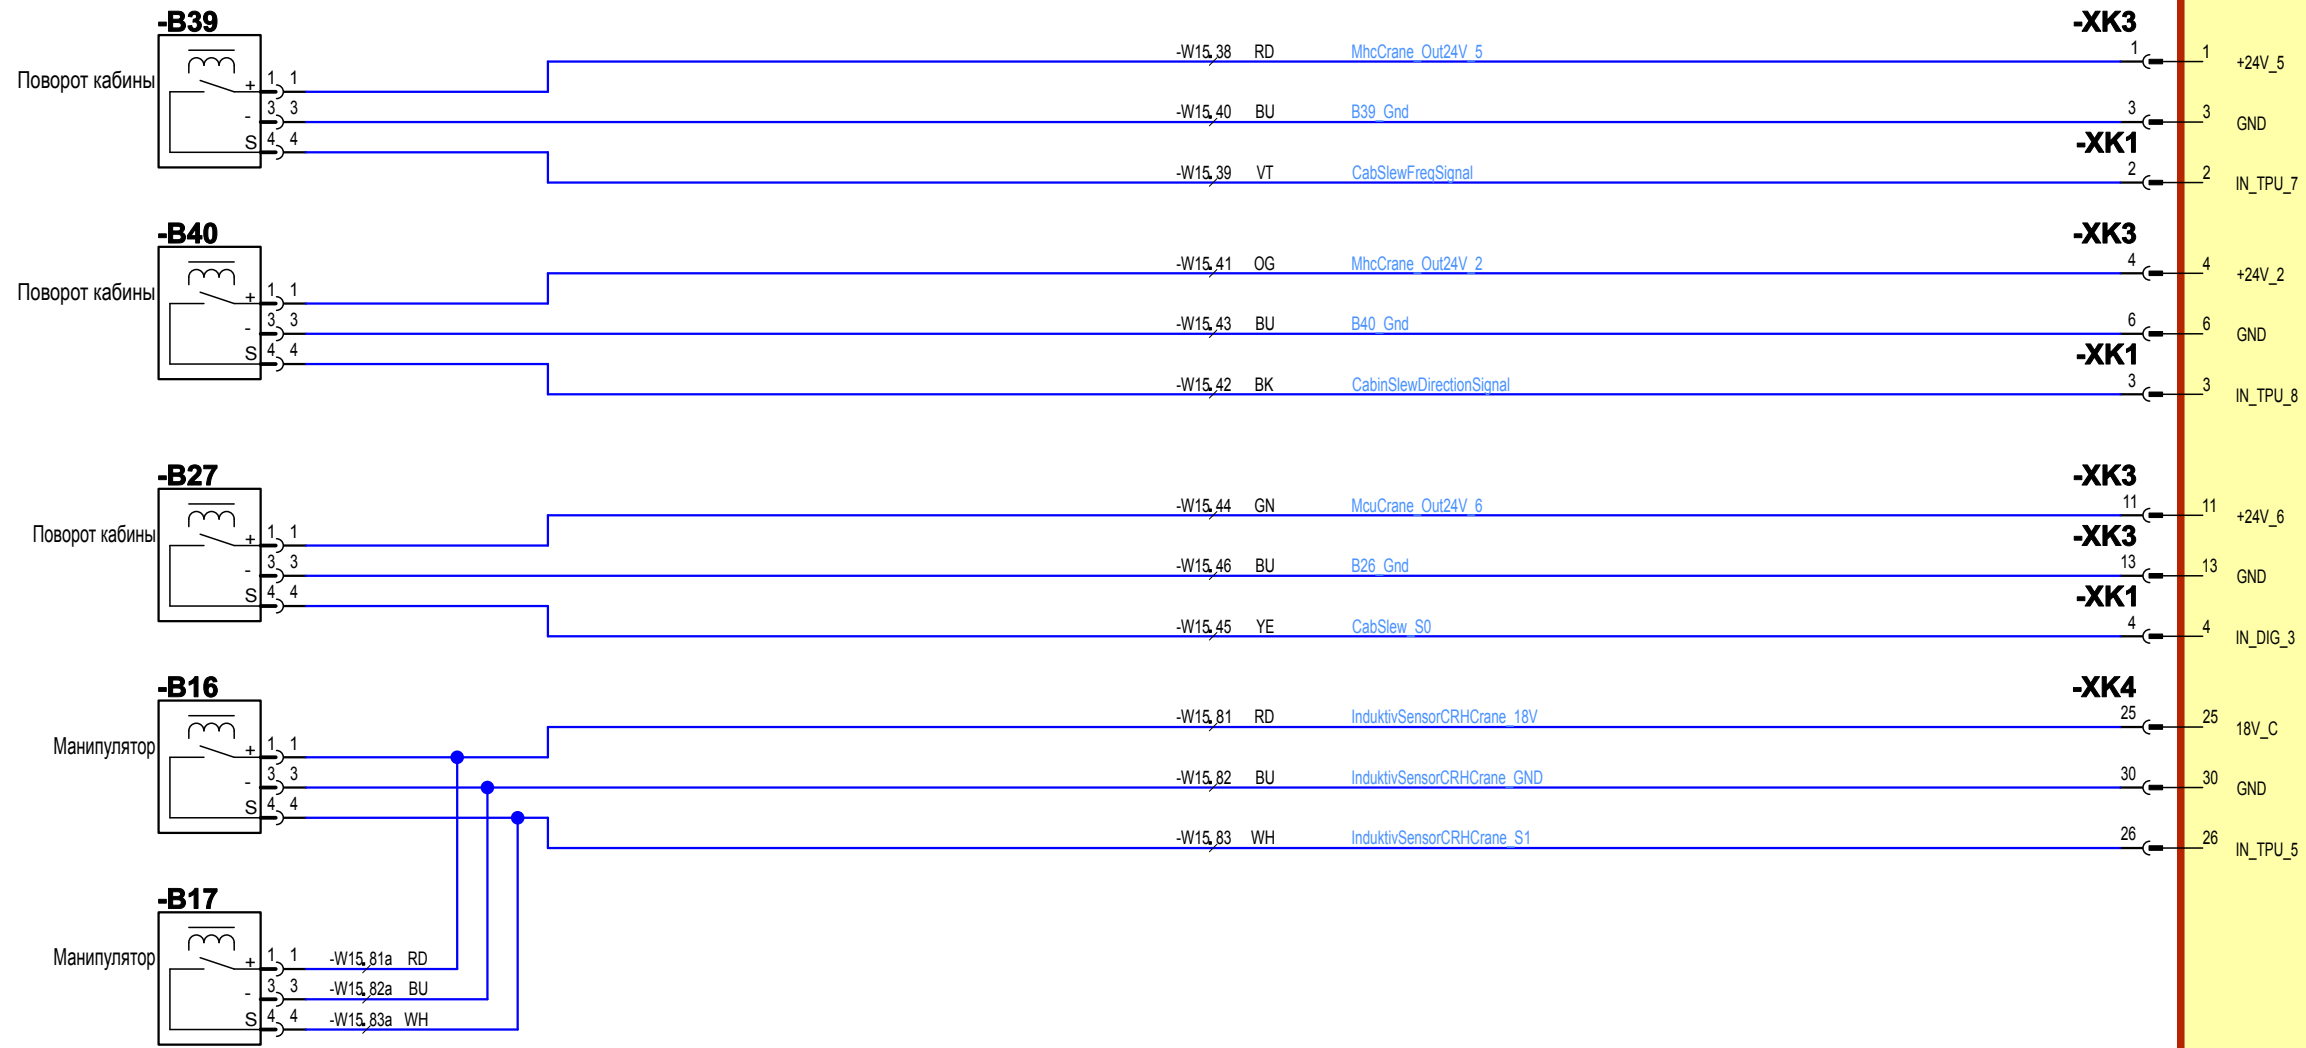 -B39
-XK3
Поворот кабины
+ 1 1
- 3 3
S 4 4
-W15.38 RD MhcCrane_Out24V_5 1 1 +24V_5
-W15.40 BU B39_Gnd 3 3 GND
-XK1
-W15.39 VT CabSlewFreqSignal 2 2 IN_TPU_7
-B40
-XK3
Поворот кабины
+ 1 1
- 3 3
S 4 4
-W15.41 OG MhcCrane_Out24V_2 4 4 +24V_2
-W15.43 BU B40_Gnd 6 6 GND
-XK1
-W15.42 BK CabinSlewDirectionSignal 3 3 IN_TPU_8
-B27
-XK3
Поворот кабины
+ 1 1
- 3 3
S 4 4
-W15.44 GN McuCrane_Out24V_6 11 11 +24V_6
-XK3
-W15.46 BU B26_Gnd 13 13 GND
-XK1
-W15.45 YE CabSlew_S0 4 4 IN_DIG_3
-B16
-XK4
Манипулятор
+ 1 1
- 3 3
S 4 4
-W15.81 RD InduktivSensorCRHCrane_18V 25 25 18V_C
-W15.82 BU InduktivSensorCRHCrane_GND 30 30 GND
-W15.83 WH InduktivSensorCRHCrane_S1 26 26 IN_TPU_5
-B17
Манипулятор
+ 1 1 -W15.81a RD
- 3 3 -W15.82a BU
S 4 4 -W15.83a WH